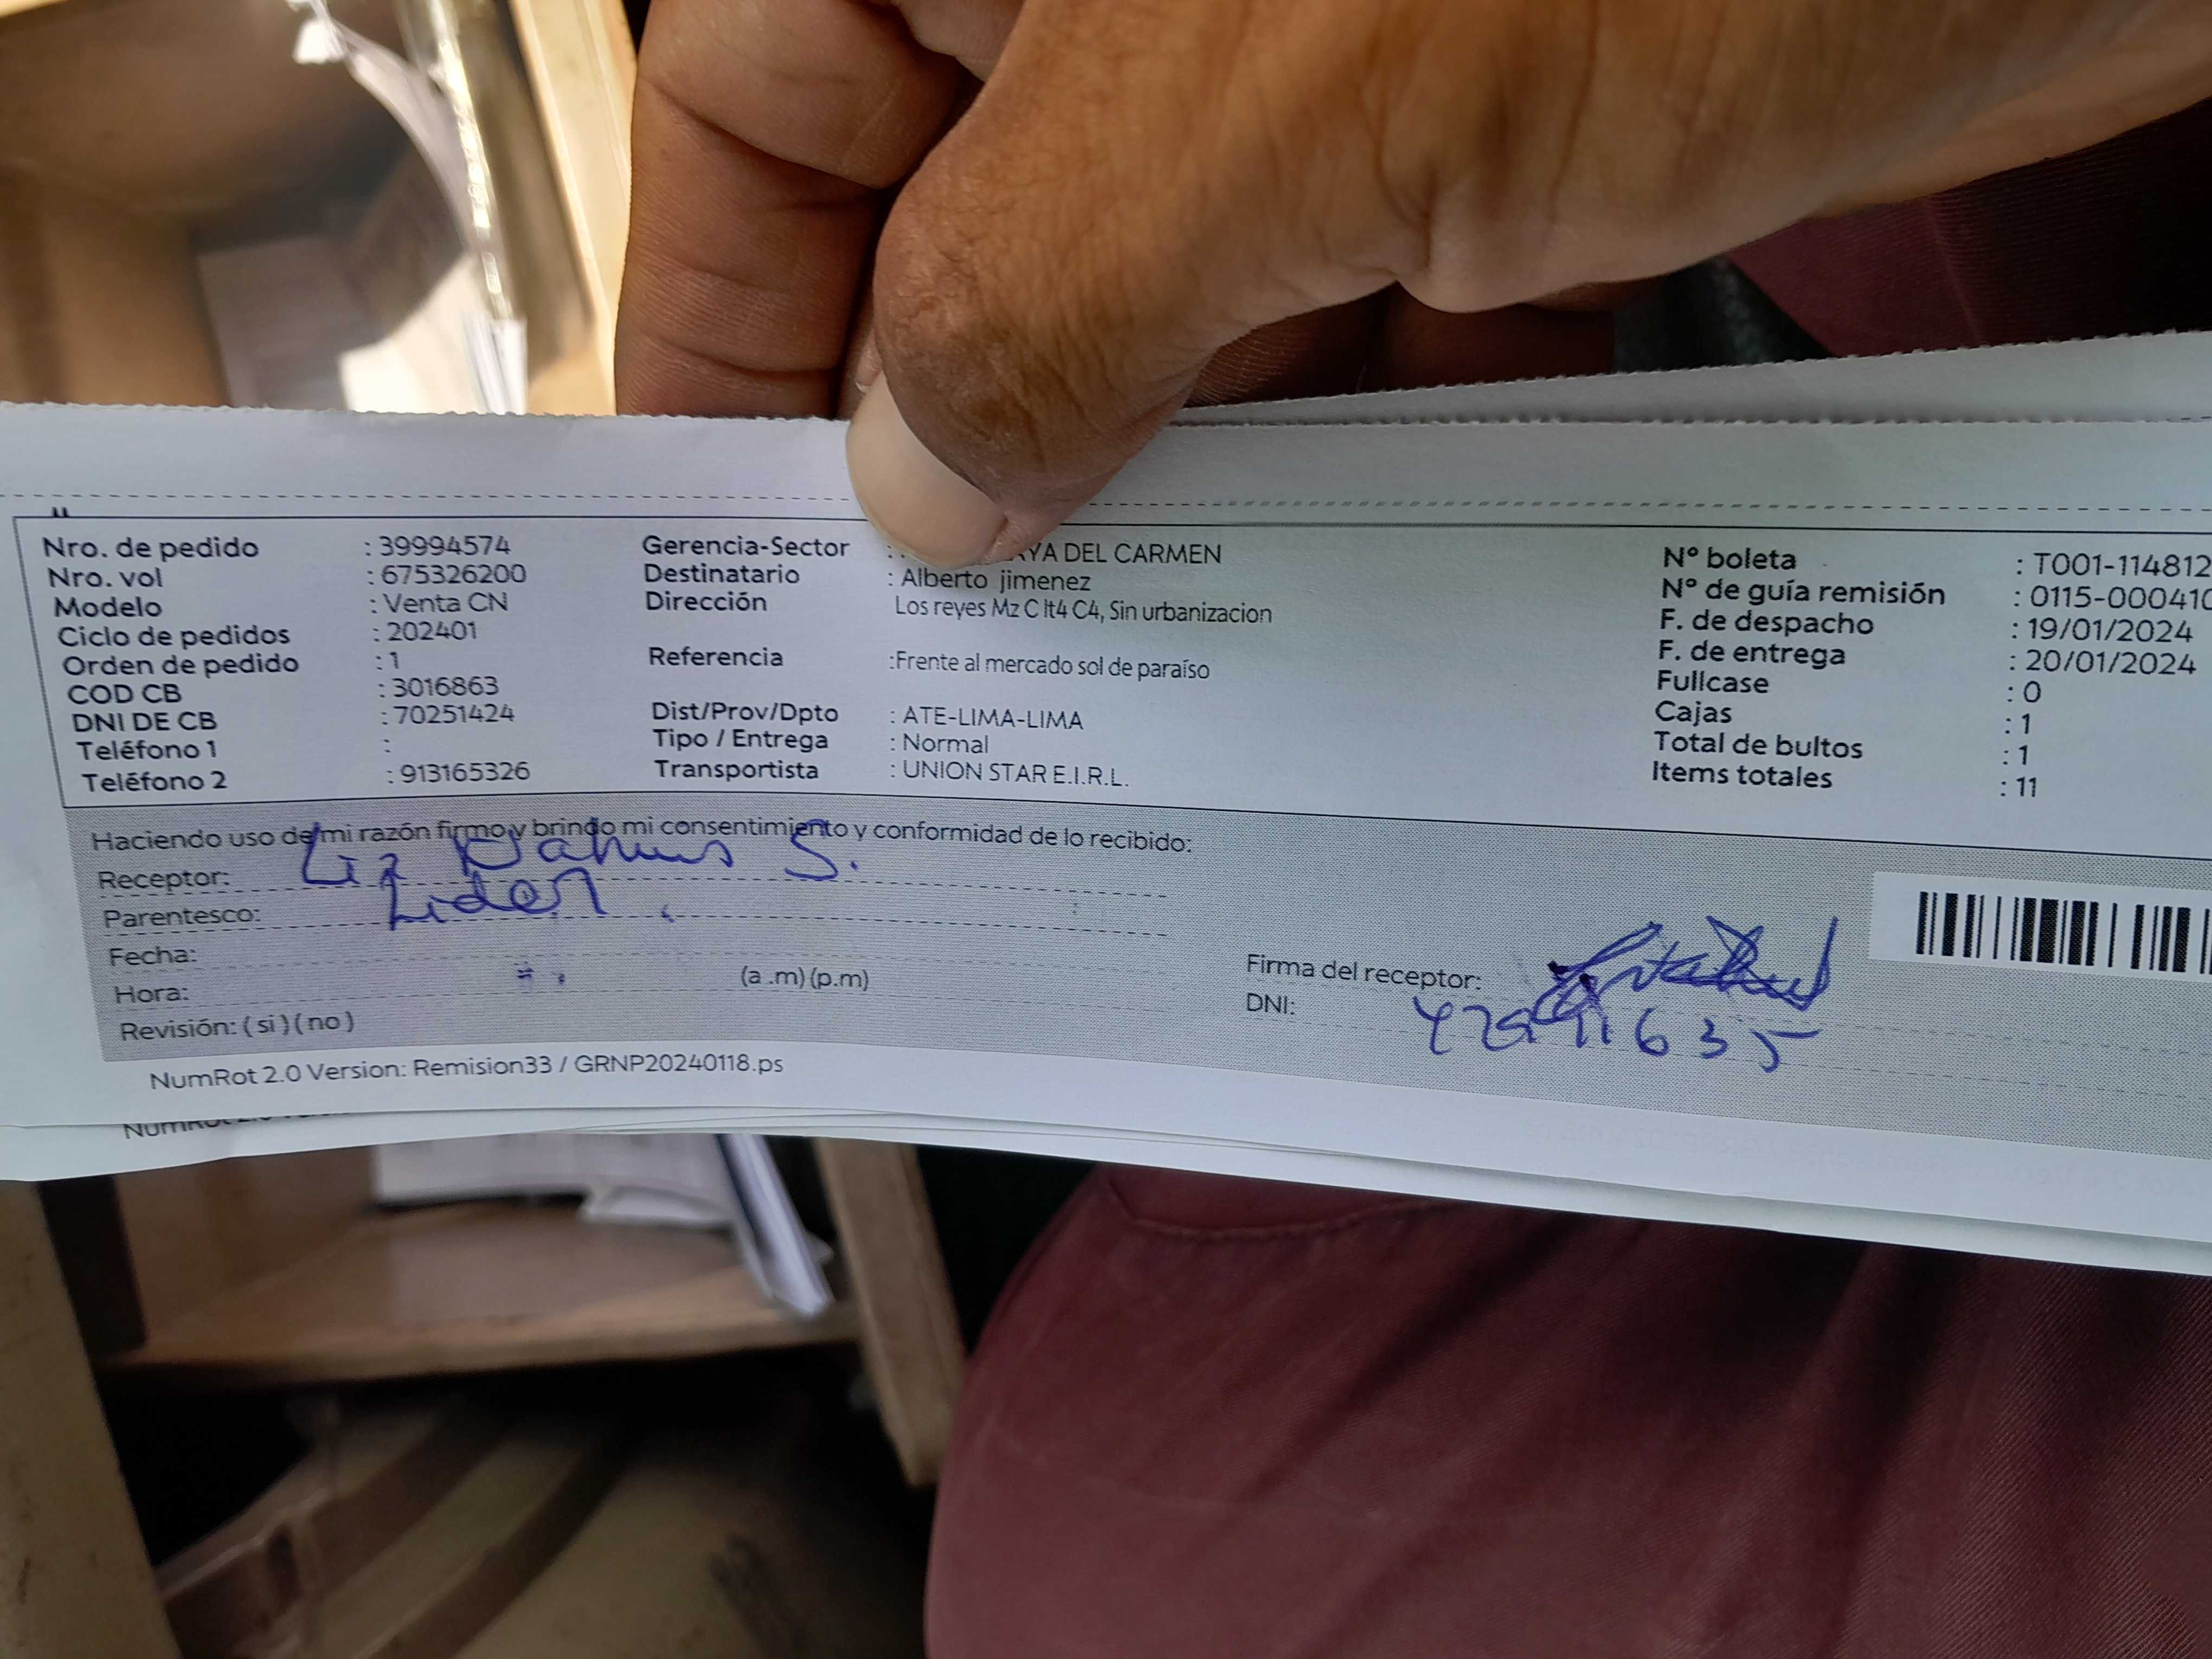 Nro. de pedido : 39994574
Nro. vol : 675326200
Modelo : Venta CN
Ciclo de pedidos : 202401
Orden de pedido : 1
COD CB : 3016863
DNI DE CB : 70251424
Teléfono 1 :
Teléfono 2 : 913165326
Gerencia-Sector : DEL CARMEN
Destinatario : Alberto jimenez
Dirección Los reyes Mz C lt4 C4, Sin urbanizacion
Referencia :Frente al mercado sol de paraíso
Dist/Prov/Dpto : ATE-LIMA-LIMA
Tipo / Entrega : Normal
Transportista : UNION STAR E.I.R.L.
N° boleta : T001-114812
N° de guía remisión : 0115-000410
F. de despacho : 19/01/2024
F. de entrega : 20/01/2024
Fullcase : 0
Cajas : 1
Total de bultos : 1
Items totales : 11
Haciendo uso de mi razón firmo y brindo mi consentimiento y conformidad de lo recibido:
Receptor: Liz S.
Parentesco: Lider
Fecha:
Hora: (a .m) (p.m)
Revisión: ( si ) ( no )
Firma del receptor:
DNI:
NumRot 2.0 Version: Remision33 / GRNP20240118.ps